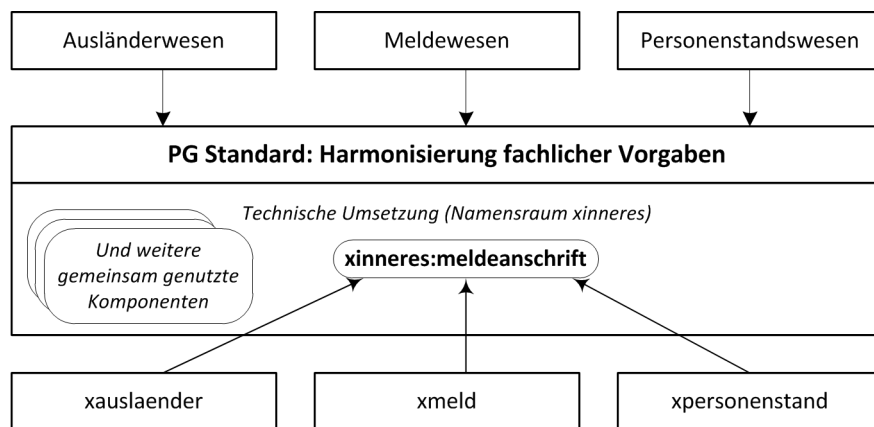 Ausländerwesen
Meldewesen
Personenstandswesen
PG Standard: Harmonisierung fachlicher Vorgaben
Technische Umsetzung (Namensraum xinneres)
Und weitere
gemeinsam genutzte
Komponenten
xinneres:meldeanschrift
xauslaender
xmeld
xpersonenstand